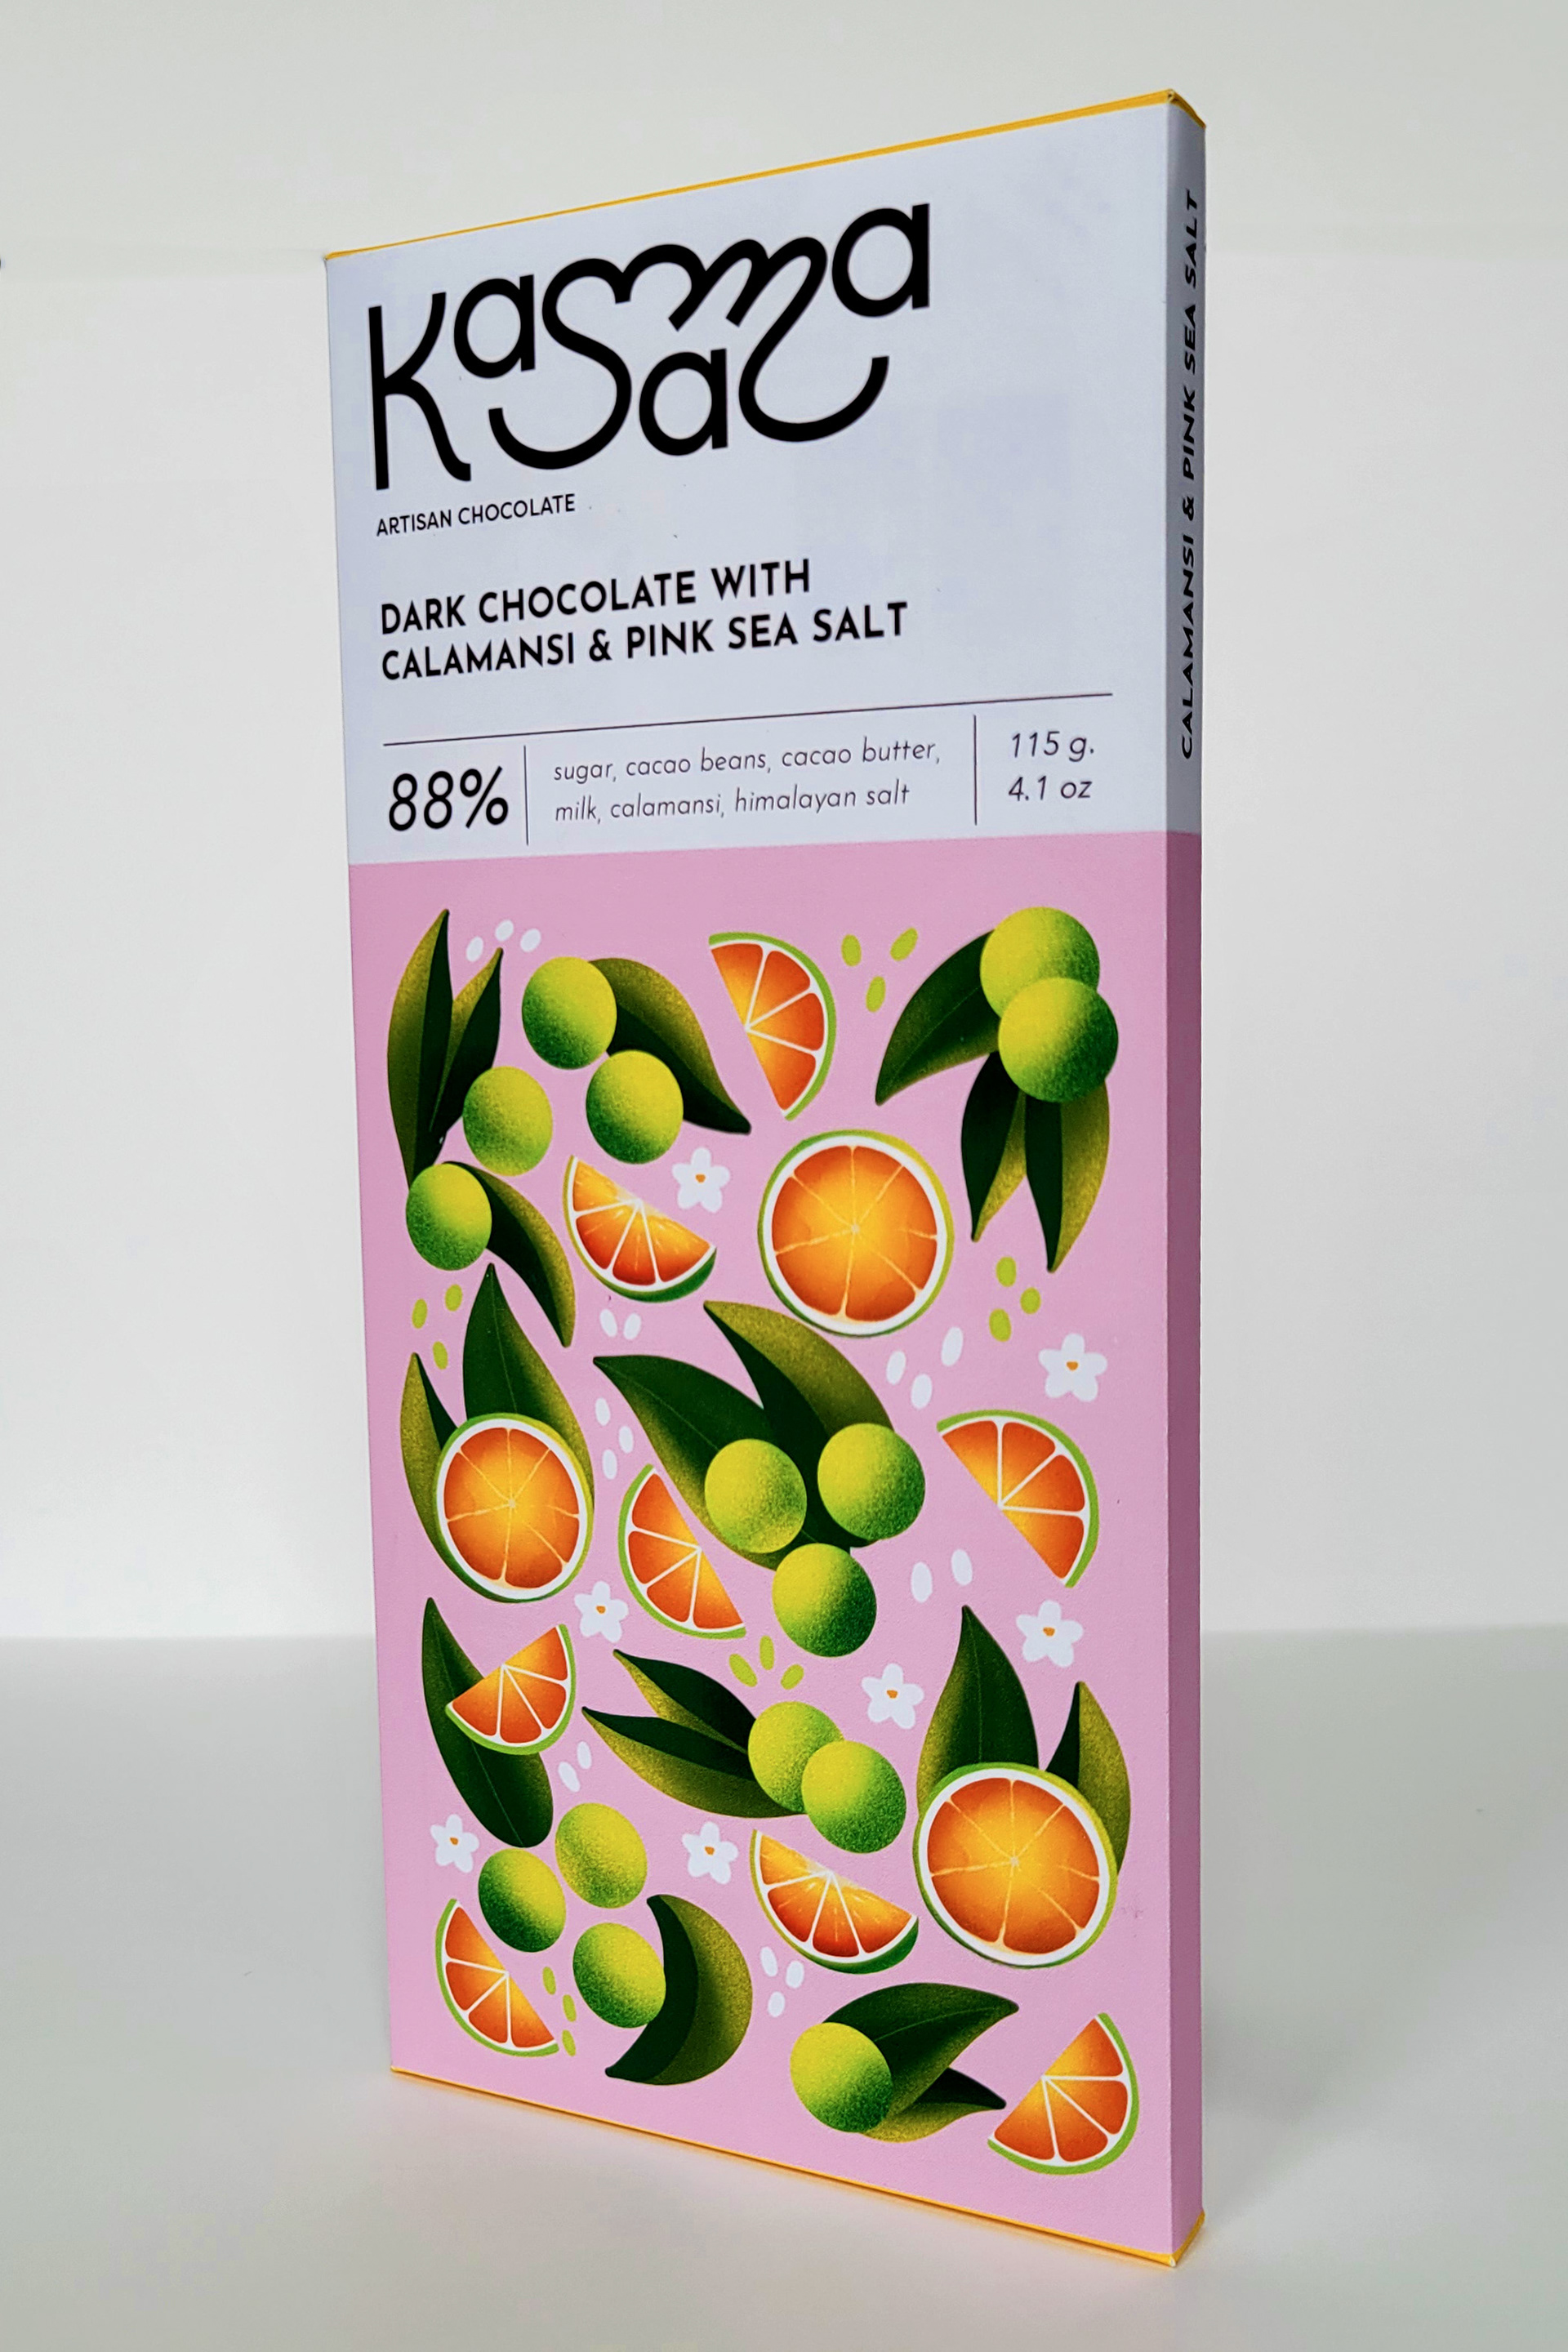 Kasama
ARTISAN CHOCOLATE
DARK CHOCOLATE WITH
CALAMANSI & PINK SEA SALT
88%
sugar, cacao beans, cacao butter,
milk, calamansi, himalayan salt
115 g.
4.1 oz
CALAMANSI & PINK SEA SALT